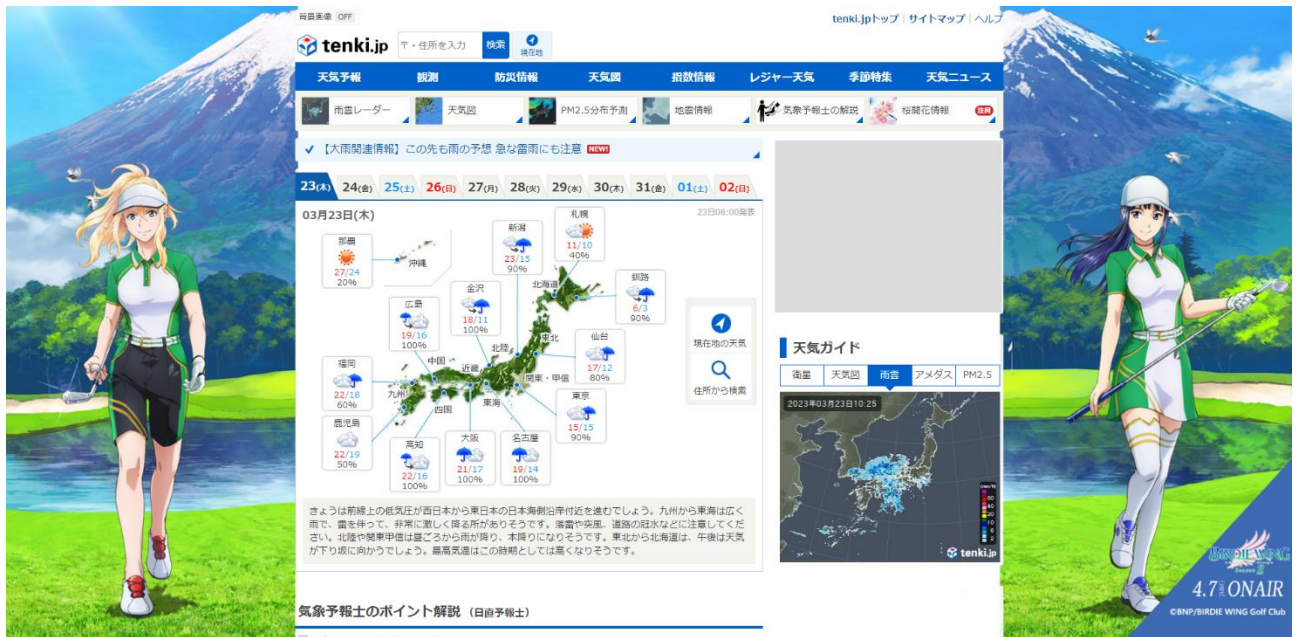 背景画像 OFF
tenki.jpトップ | サイトマップ | ヘルプ
tenki.jp
〒・住所を入力 検索 現在地
天気予報 観測 防災情報 天気図 指数情報 レジャー天気 季節特集 天気ニュース
雨雲レーダー 天気図 PM2.5分布予測 地震情報 気象予報士の解説 桜開花情報 注目
【大雨関連情報】この先も雨の予想 急な雷雨にも注意 NEW!
23(木) 24(金) 25(土) 26(日) 27(月) 28(火) 29(水) 30(木) 31(金) 01(土) 02(日)
03月23日(木)
23日08:00発表
札幌
11/10
40%
新潟
23/15
90%
那覇
27/24
20%
沖縄
釧路
6/3
90%
北海道
金沢
18/11
100%
広島
19/16
100%
仙台
17/12
80%
東北
北陸
中国
近畿
関東・甲信
福岡
22/18
60%
九州
四国
東海
東京
15/15
90%
鹿児島
22/19
50%
高知
22/16
100%
大阪
21/17
100%
名古屋
19/14
100%
現在地の天気
住所から検索
きょうは前線上の低気圧が西日本から東日本の日本海側沿岸付近を進むでしょう。九州から東海は広く
雨で、雷を伴って、非常に激しく降る所がありそうです。落雷や突風、道路の冠水などに注意してくだ
さい。北陸や関東甲信は昼ごろから雨が降り、本降りになりそうです。東北から北海道は、午後は天気
が下り坂に向かうでしょう。最高気温はこの時期としては高くなりそうです。
気象予報士のポイント解説 (日直予報士)
天気ガイド
衛星 天気図 雨雲 アメダス PM2.5
2023年03月23日10:25
tenki.jp
BIRDIE WING
Season 2
4.7 ONAIR
©BNP/BIRDIE WING Golf Club